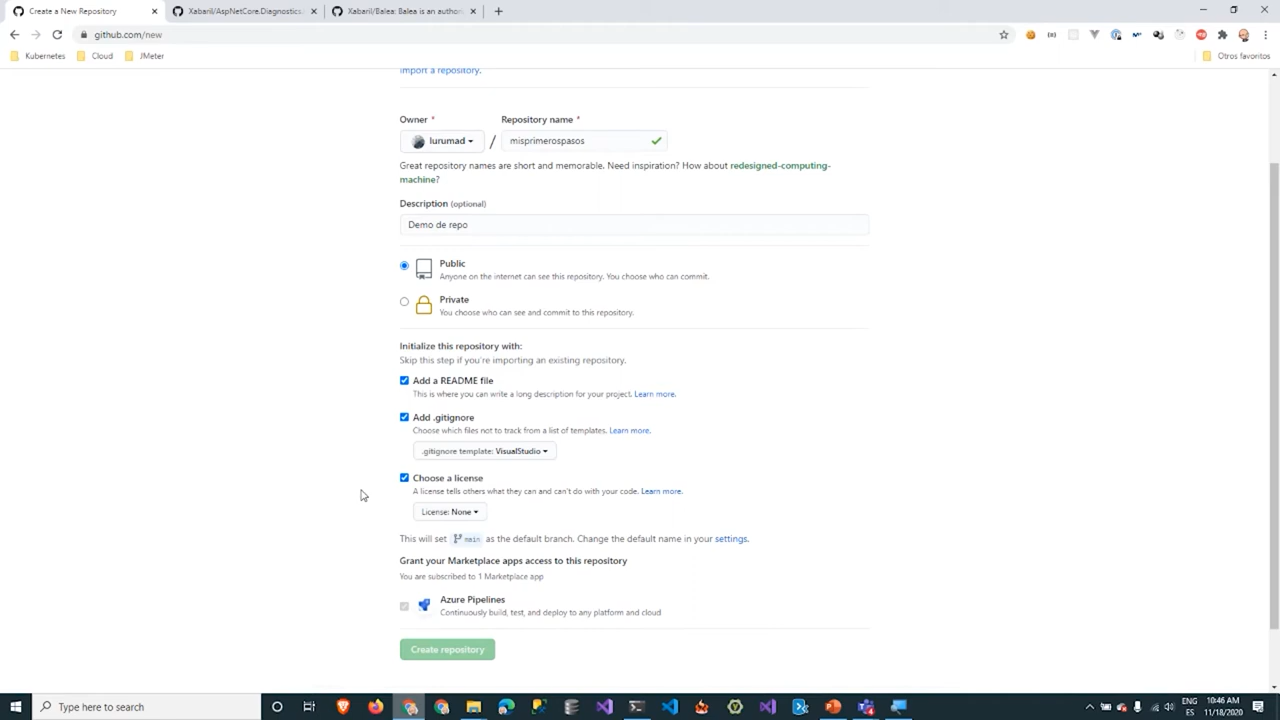 Create a New Repository
Xabaril/AspNetCore.Diagnostics.
Xabaril/Balea: Balea is an author
github.com/new
Kubernetes
Cloud
JMeter
Otros favoritos
import a repository.
Owner *
Repository name *
lurumad
/
misprimerospasos
Great repository names are short and memorable. Need inspiration? How about redesigned-computing-
machine?
Description (optional)
Demo de repo
Public
Anyone on the internet can see this repository. You choose who can commit.
Private
You choose who can see and commit to this repository.
Initialize this repository with:
Skip this step if you're importing an existing repository.
Add a README file
This is where you can write a long description for your project. Learn more.
Add .gitignore
Choose which files not to track from a list of templates. Learn more.
.gitignore template: VisualStudio
Choose a license
A license tells others what they can and can't do with your code. Learn more.
License: None
This will set main as the default branch. Change the default name in your settings.
Grant your Marketplace apps access to this repository
You are subscribed to 1 Marketplace app
Azure Pipelines
Continuously build, test, and deploy to any platform and cloud
Create repository
Type here to search
ENG
ES
10:46 AM
11/18/2020